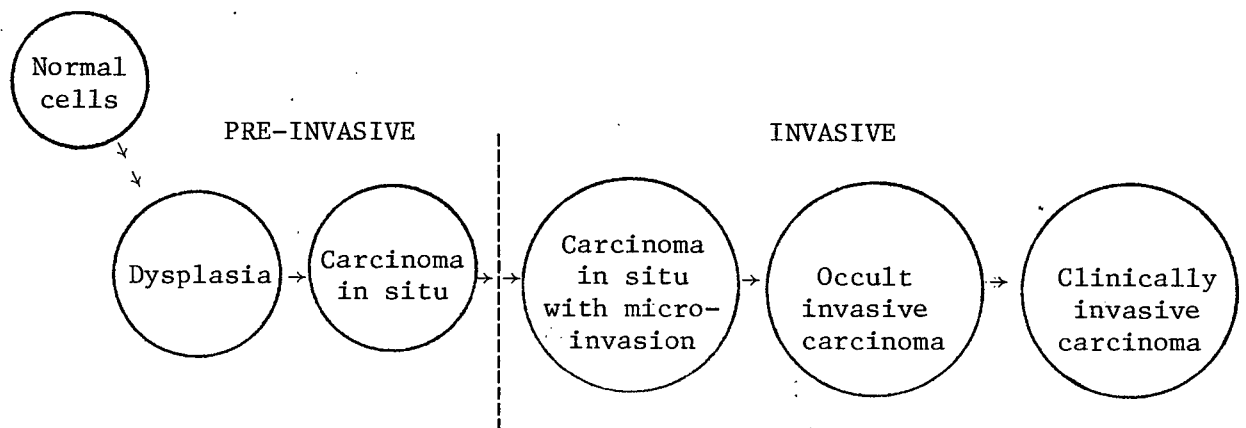 Normal
cells
PRE-INVASIVE
INVASIVE
Dysplasia
Carcinoma
in situ
Carcinoma
in situ
with micro-
invasion
Occult
invasive
carcinoma
Clinically
invasive
carcinoma